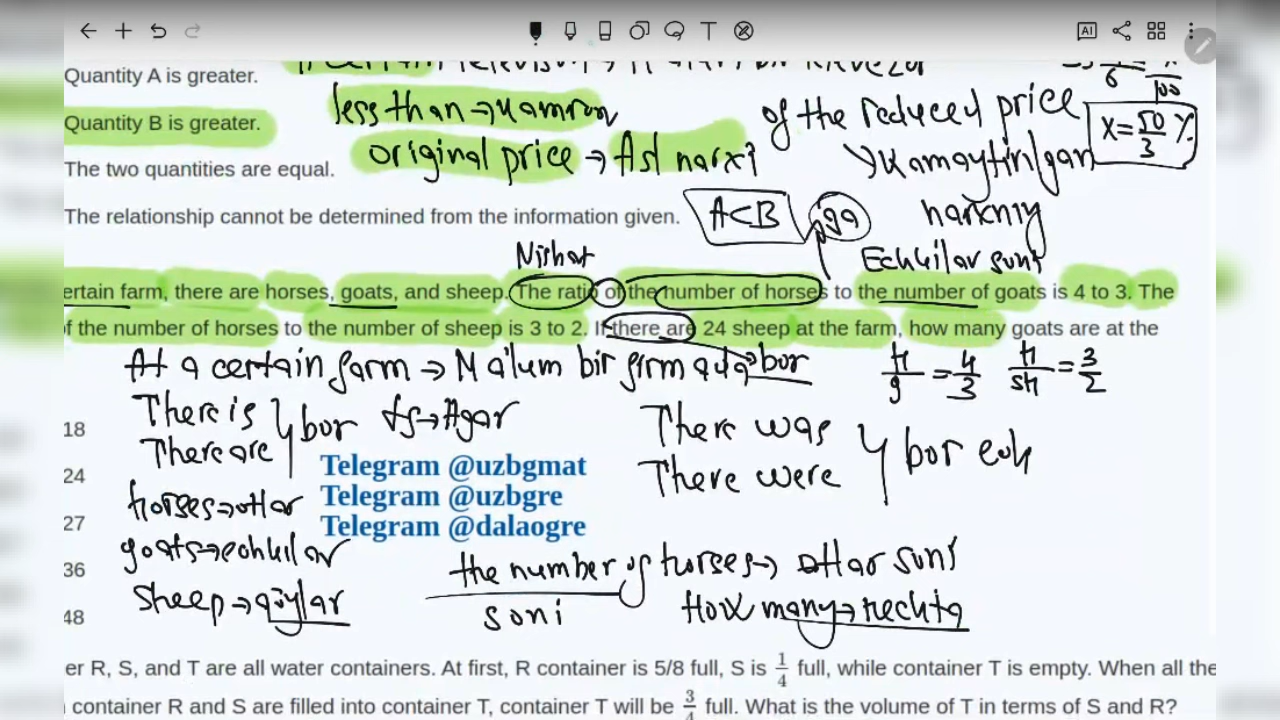 Quantity A is greater.
less than → kamroq
of the reduced price
X = 50/3 %
Quantity B is greater.
original price → Asl narxi
The two quantities are equal.
The relationship cannot be determined from the information given.
A<B
Nisbat
Echkilar soni
ertain farm, there are horses, goats, and sheep. The ratio of the number of horses to the number of goats is 4 to 3. The
f the number of horses to the number of sheep is 3 to 2. If there are 24 sheep at the farm, how many goats are at the
At a certain farm → Ma'lum bir firmada bor
h/g = 4/3 h/sh = 3/2
There is
There are } bor If → Agar
There was
There were } bor edi
18
24
27
36
48
Telegram @uzbgmat
Telegram @uzbgre
Telegram @dalaogre
horses → otlar
goats → echkilar
sheep → qo'ylar
the number of horses → otlar soni
soni
How many → nechta
er R, S, and T are all water containers. At first, R container is 5/8 full, S is 1/4 full, while container T is empty. When all the
container R and S are filled into container T, container T will be 3/4 full. What is the volume of T in terms of S and R?